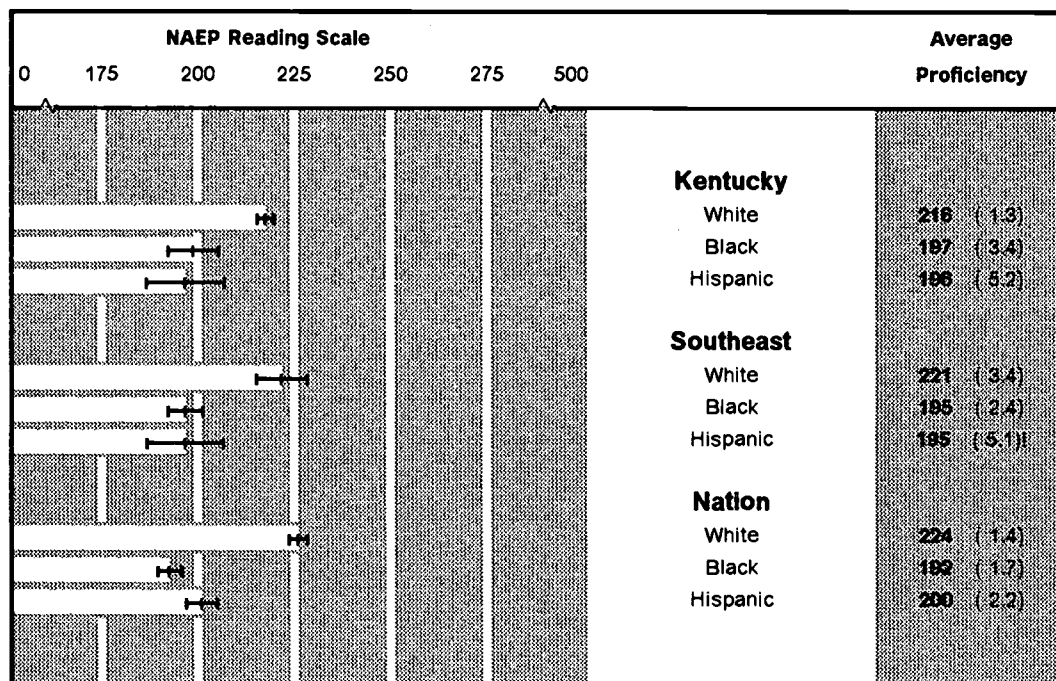 NAEP Reading Scale
Average
Proficiency
0 175 200 225 250 275 500
Kentucky
White 216 ( 1.3)
Black 197 ( 3.4)
Hispanic 196 ( 5.2)
Southeast
White 221 ( 3.4)
Black 195 ( 2.4)
Hispanic 195 ( 5.1)!
Nation
White 224 ( 1.4)
Black 192 ( 1.7)
Hispanic 200 ( 2.2)